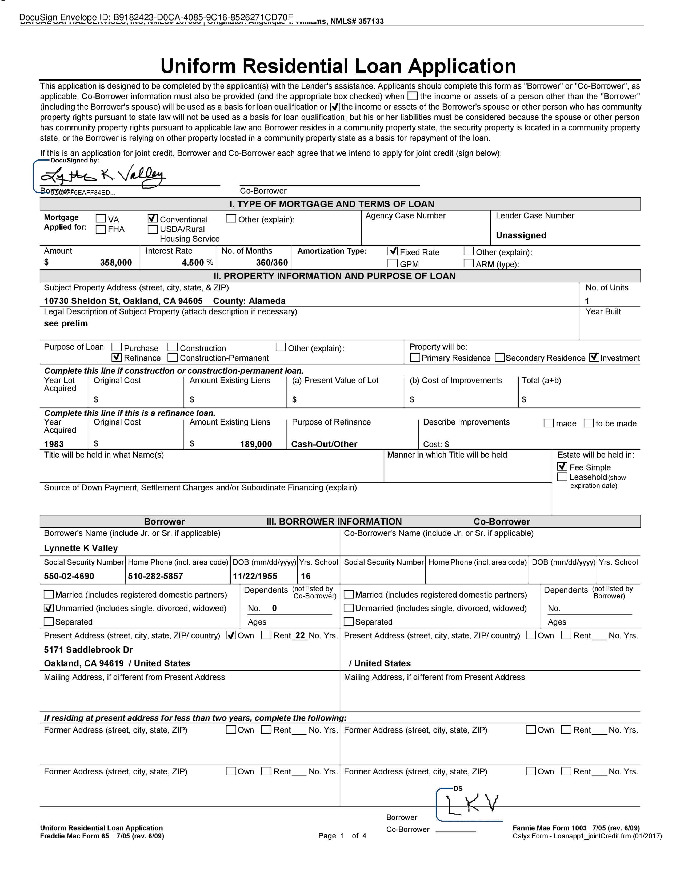 DocuSign Envelope ID: B9182423-D0CA-4085-9C16-8526271CD70F
NMLS# 357133
Uniform Residential Loan Application
This application is designed to be completed by the applicant(s) with the Lender's assistance. Applicants should complete this form as "Borrower" or "Co-Borrower", as
applicable. Co-Borrower information must also be provided (and the appropriate box checked) when the income or assets of a person other than the "Borrower"
(including the Borrower's spouse) will be used as a basis for loan qualification or the income or assets of the Borrower's spouse or other person who has community
property rights pursuant to state law will not be used as a basis for loan qualification, but his or her liabilities must be considered because the spouse or other person
has community property rights pursuant to applicable law and Borrower resides in a community property state, the security property is located in a community property
state, or the Borrower is relying on other property located in a community property state as a basis for repayment of the loan.
If this is an application for joint credit, Borrower and Co-Borrower each agree that we intend to apply for joint credit (sign below):
DocuSigned by:
K Valley
Co-Borrower
I. TYPE OF MORTGAGE AND TERMS OF LOAN
Mortgage Applied for: VA Conventional Other (explain): Agency Case Number Lender Case Number
FHA USDA/Rural Housing Service Unassigned
Amount Interest Rate No. of Months Amortization Type: Fixed Rate Other (explain):
$ 358,000 4.500 % 360/360 GPM ARM (type):
II. PROPERTY INFORMATION AND PURPOSE OF LOAN
Subject Property Address (street, city, state, & ZIP) No. of Units
10730 Sheldon St, Oakland, CA 94605 County: Alameda 1
Legal Description of Subject Property (attach description if necessary) Year Built
see prelim
Purpose of Loan Purchase Construction Other (explain): Property will be:
Refinance Construction-Permanent Primary Residence Secondary Residence Investment
Complete this line if construction or construction-permanent loan.
Year Lot Acquired Original Cost Amount Existing Liens (a) Present Value of Lot (b) Cost of Improvements Total (a+b)
$ $ $ $ $
Complete this line if this is a refinance loan.
Year Acquired Original Cost Amount Existing Liens Purpose of Refinance Describe Improvements made to be made
1983 $ $ 189,000 Cash-Out/Other Cost: $
Title will be held in what Name(s) Manner in which Title will be held Estate will be held in:
Fee Simple
Leasehold (show expiration date)
Source of Down Payment, Settlement Charges and/or Subordinate Financing (explain)
Borrower III. BORROWER INFORMATION Co-Borrower
Borrower's Name (include Jr. or Sr. if applicable) Co-Borrower's Name (include Jr. or Sr. if applicable)
Lynnette K Valley
Social Security Number Home Phone (incl. area code) DOB (mm/dd/yyyy) Yrs. School Social Security Number Home Phone (incl. area code) DOB (mm/dd/yyyy) Yrs. School
550-02-4690 510-282-5857 11/22/1955 16
Married (includes registered domestic partners) Dependents (not listed by Co-Borrower) Married (includes registered domestic partners) Dependents (not listed by Borrower)
Unmarried (includes single, divorced, widowed) No. 0 Unmarried (includes single, divorced, widowed) No.
Separated Ages Separated Ages
Present Address (street, city, state, ZIP/ country) Own Rent 22 No. Yrs. Present Address (street, city, state, ZIP/ country) Own Rent No. Yrs.
5171 Saddlebrook Dr
Oakland, CA 94619 / United States / United States
Mailing Address, if different from Present Address Mailing Address, if different from Present Address
If residing at present address for less than two years, complete the following:
Former Address (street, city, state, ZIP) Own Rent No. Yrs. Former Address (street, city, state, ZIP) Own Rent No. Yrs.
Former Address (street, city, state, ZIP) Own Rent No. Yrs. Former Address (street, city, state, ZIP) Own Rent No. Yrs.
DS
LKV
Borrower
Co-Borrower
Uniform Residential Loan Application Fannie Mae Form 1003 7/05 (rev. 6/09)
Freddie Mac Form 65 7/05 (rev. 6/09) Page 1 of 4 Calyx Form - Loanapp1_jointCredit.frm (01/2017)